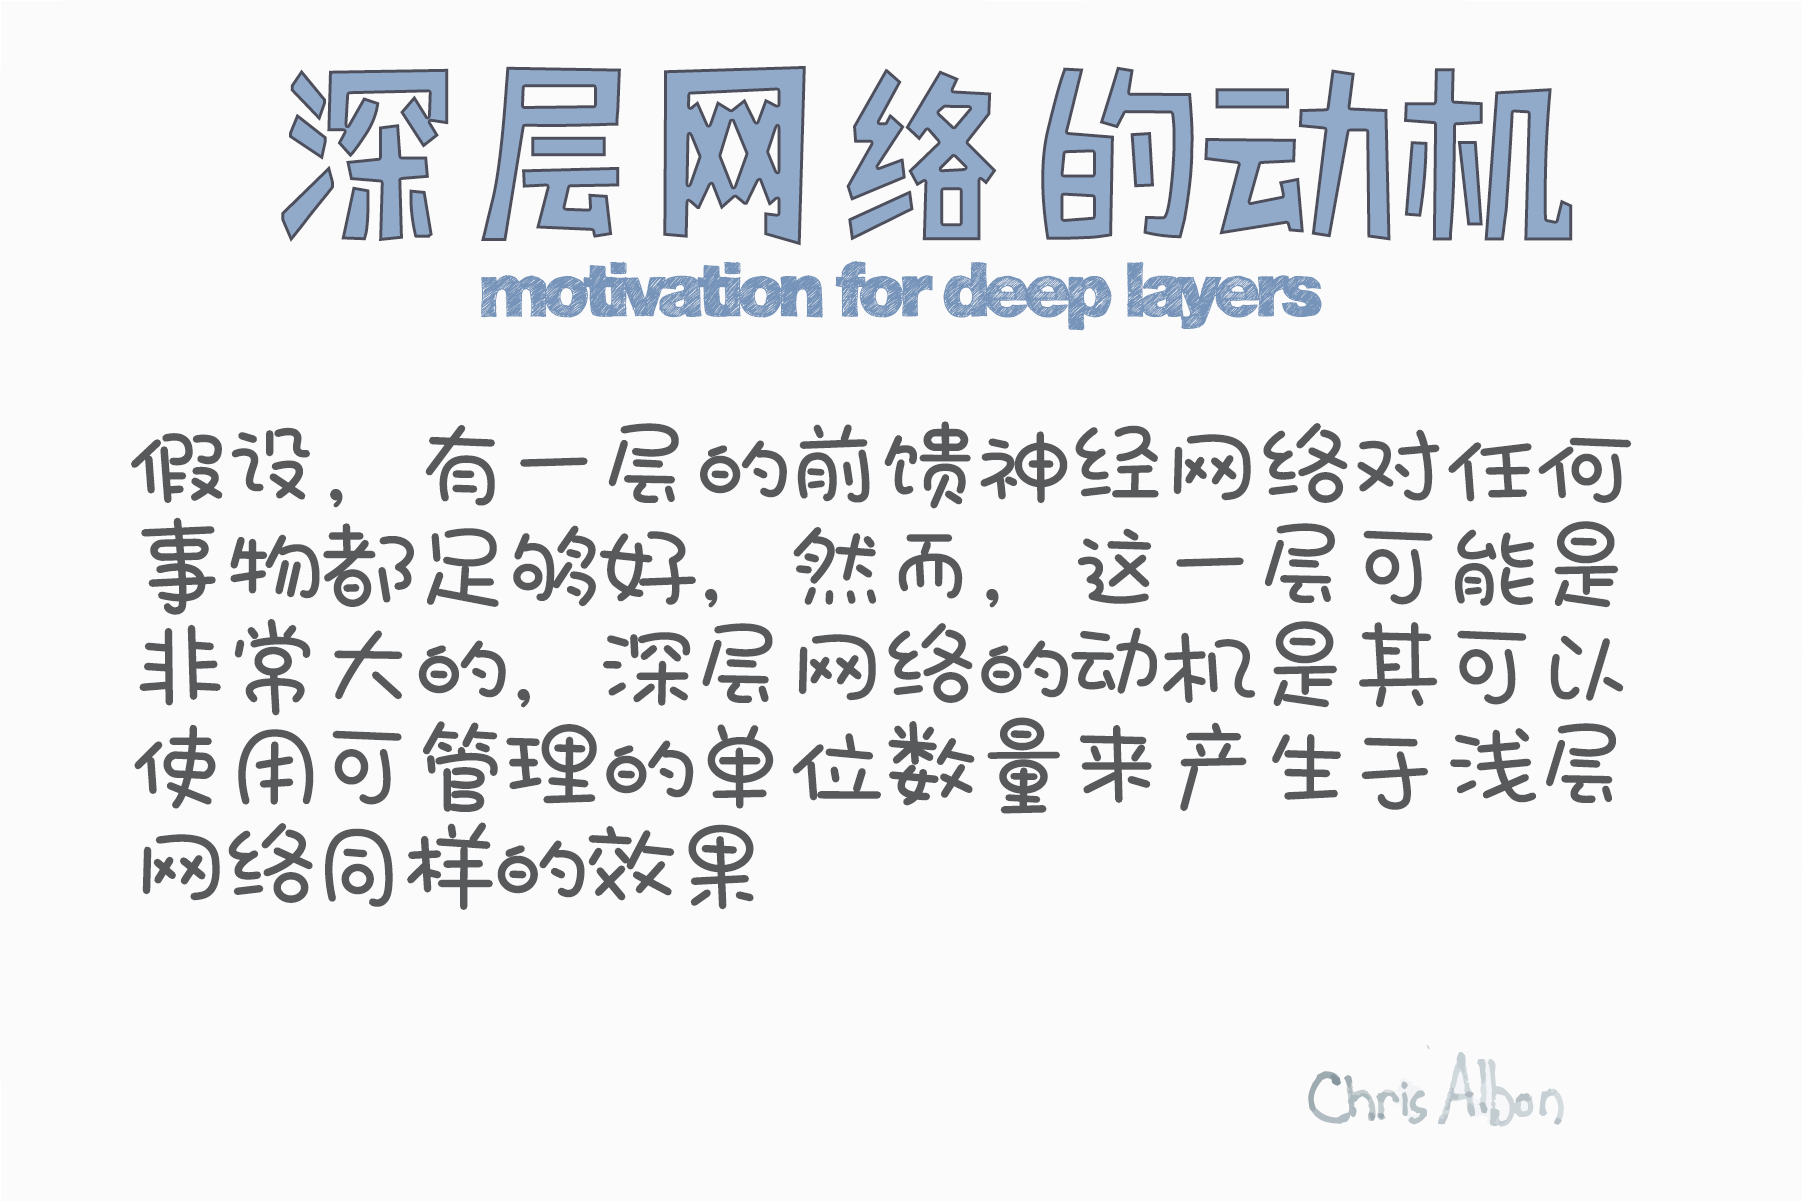 深层网络的动机
motivation for deep layers
假设，有一层的前馈神经网络对任何
事物都足够好，然而，这一层可能是
非常大的，深层网络的动机是其可以
使用可管理的单位数量来产生于浅层
网络同样的效果
Chris Albon